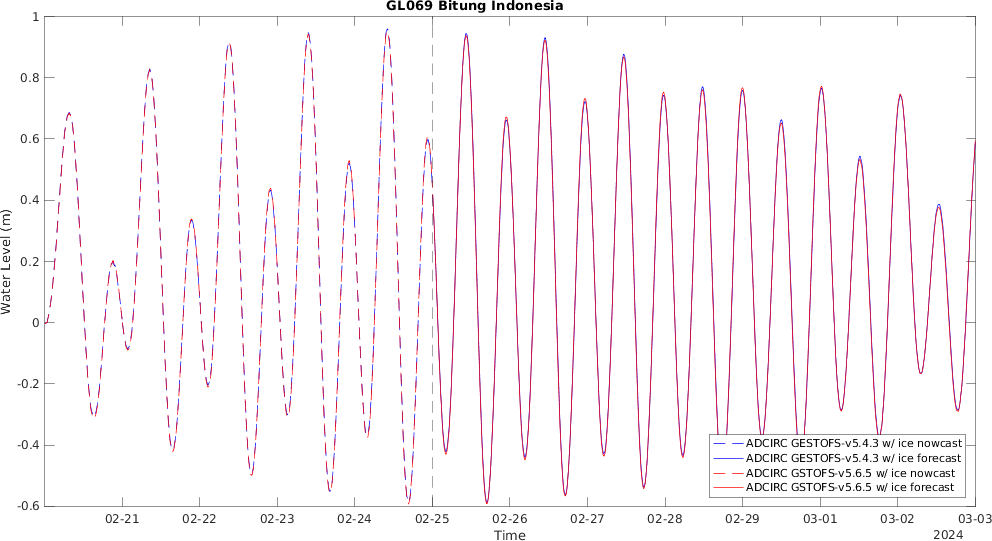 GL069 Bitung Indonesia
1
0.8
0.6
0.4
0.2
0
-0.2
-0.4
-0.6
Water Level (m)
ADCIRC GESTOFS-v5.4.3 w/ ice nowcast
ADCIRC GESTOFS-v5.4.3 w/ ice forecast
ADCIRC GSTOFS-v5.6.5 w/ ice nowcast
ADCIRC GSTOFS-v5.6.5 w/ ice forecast
02-21 02-22 02-23 02-24 02-25 02-26 02-27 02-28 02-29 03-01 03-02 03-03
Time
2024